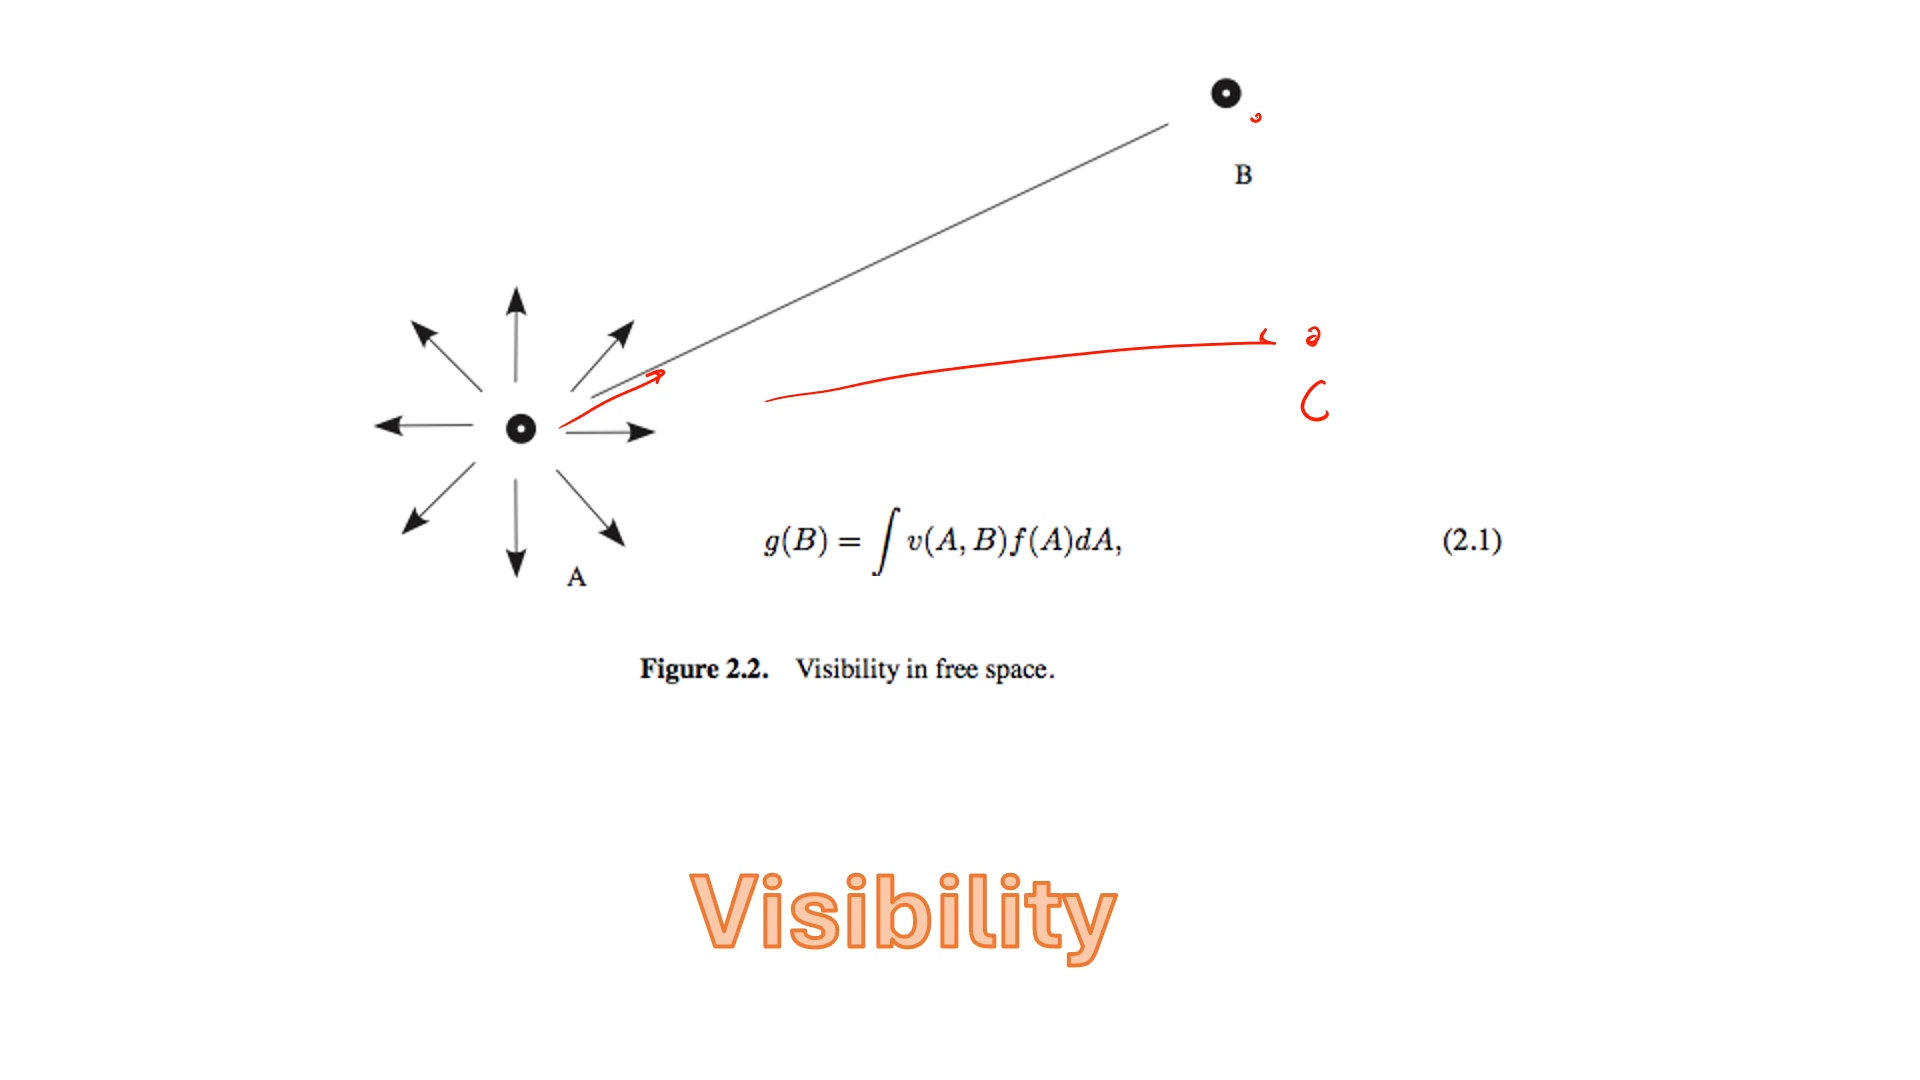 B
C
g(B) = ∫ v(A, B)f(A)dA, (2.1)
A
Figure 2.2. Visibility in free space.
Visibility